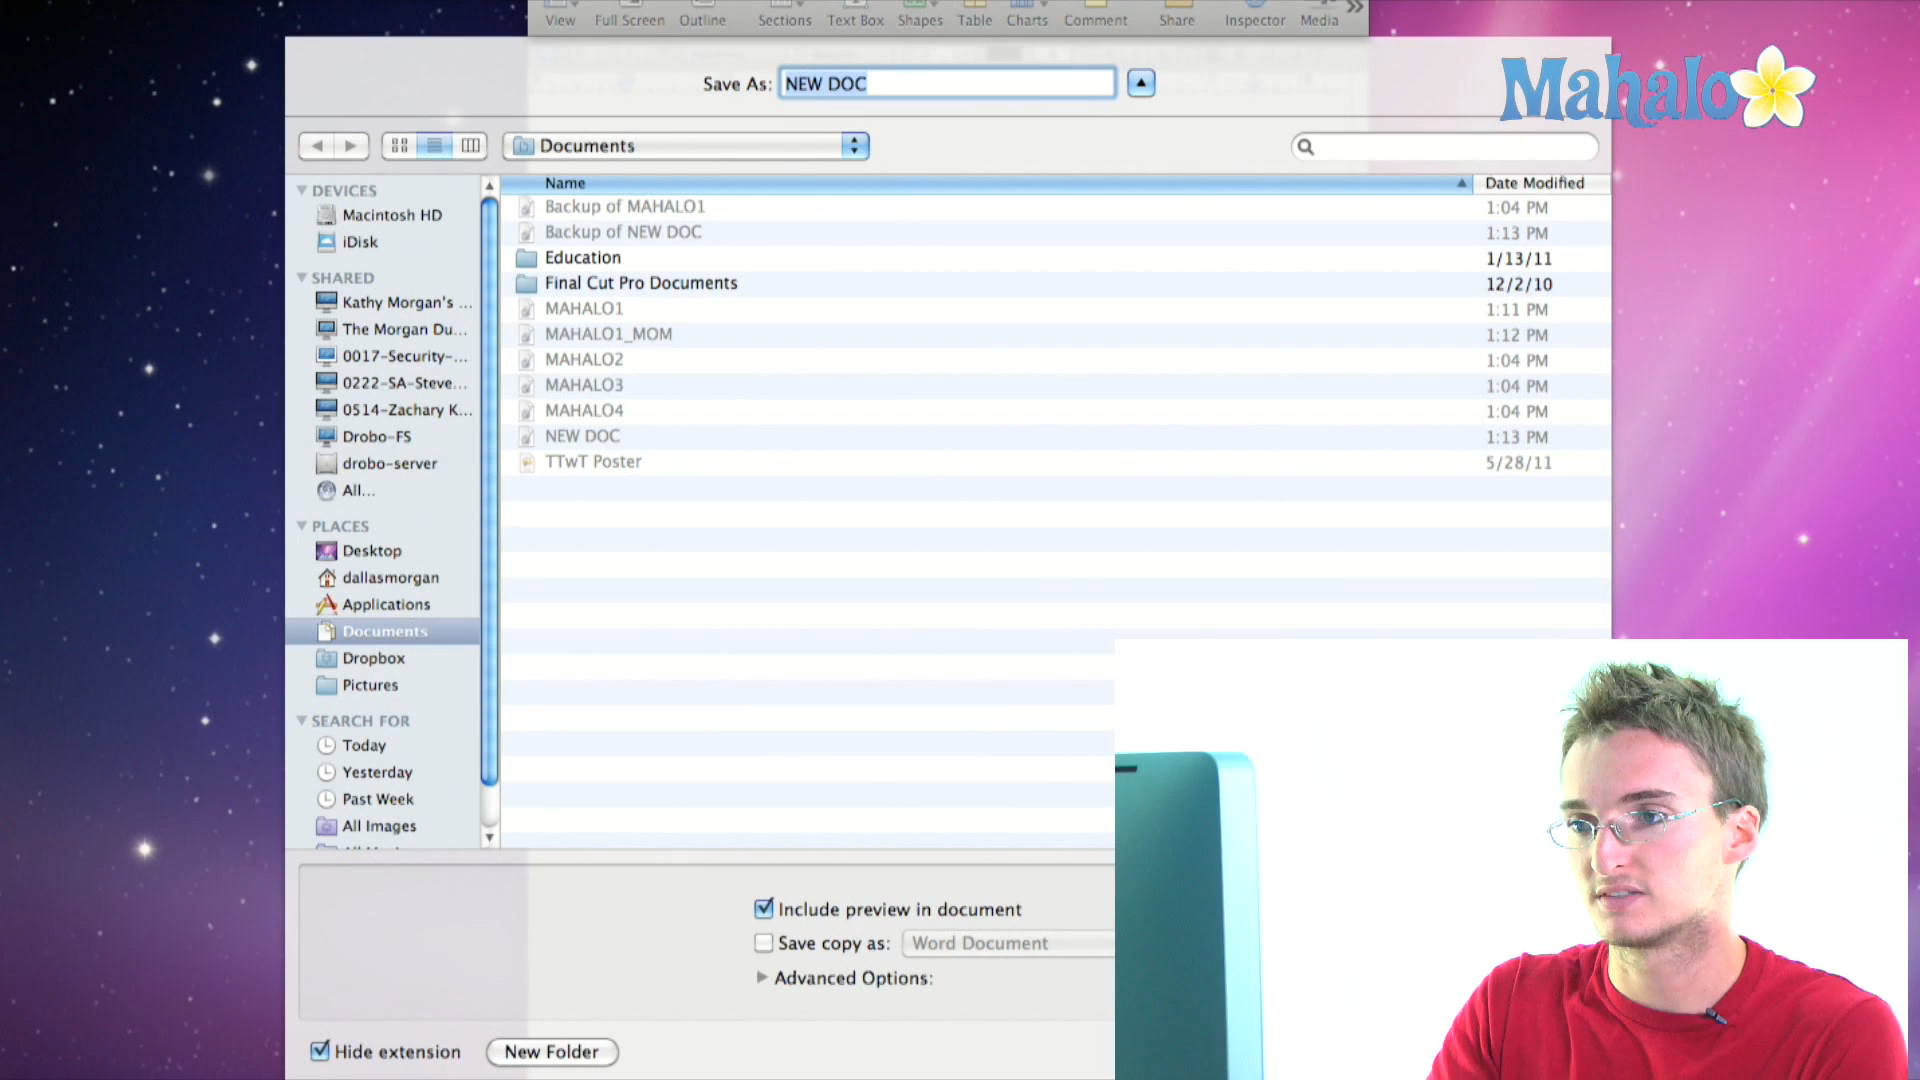 View Full Screen Outline Sections Text Box Shapes Table Charts Comment Share Inspector Media
Mahalo
Save As: NEW DOC
Documents
Name Date Modified
DEVICES
Macintosh HD
iDisk
SHARED
Kathy Morgan's ...
The Morgan Du...
0017-Security-...
0222-SA-Steve...
0514-Zachary K...
Drobo-FS
drobo-server
All...
PLACES
Desktop
dallasmorgan
Applications
Documents
Dropbox
Pictures
SEARCH FOR
Today
Yesterday
Past Week
All Images
Backup of MAHALO1 1:04 PM
Backup of NEW DOC 1:13 PM
Education 1/13/11
Final Cut Pro Documents 12/2/10
MAHALO1 1:11 PM
MAHALO1_MOM 1:12 PM
MAHALO2 1:04 PM
MAHALO3 1:04 PM
MAHALO4 1:04 PM
NEW DOC 1:13 PM
TTwT Poster 5/28/11
Include preview in document
Save copy as: Word Document
Advanced Options:
Hide extension New Folder